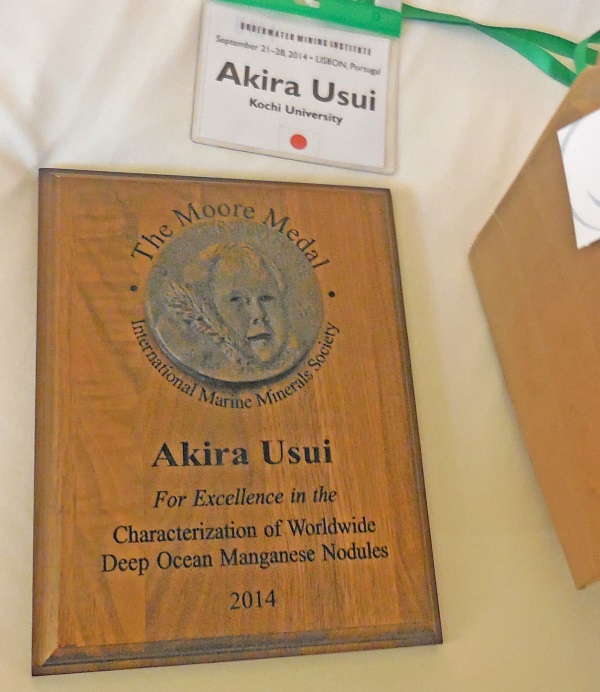 UNDERWATER MINING INSTITUTE
September 21-28, 2014 • LISBON, Portugal
Akira Usui
Kochi University
The Moore Medal
International Marine Minerals Society
Akira Usui
For Excellence in the
Characterization of Worldwide
Deep Ocean Manganese Nodules
2014